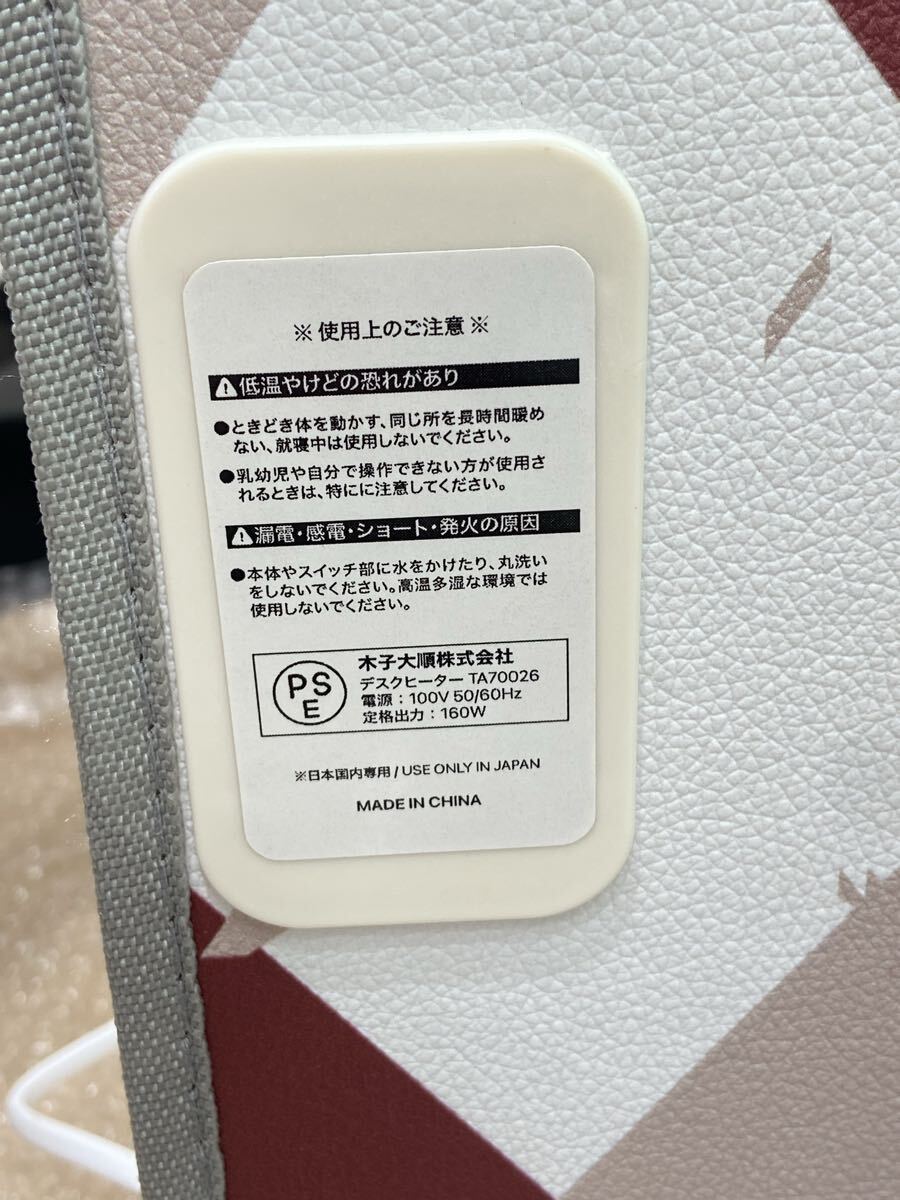 ※ 使用上のご注意 ※
⚠低温やけどの恐れがあり
●ときどき体を動かす、同じ所を長時間暖め
ない、就寝中は使用しないでください。
●乳幼児や自分で操作できない方が使用さ
れるときは、特にに注意してください。
⚠漏電・感電・ショート・発火の原因
●本体やスイッチ部に水をかけたり、丸洗い
をしないでください。高温多湿な環境では
使用しないでください。
PS
E
木子大順株式会社
デスクヒーター TA70026
電源：100V 50/60Hz
定格出力：160W
※日本国内専用 / USE ONLY IN JAPAN
MADE IN CHINA